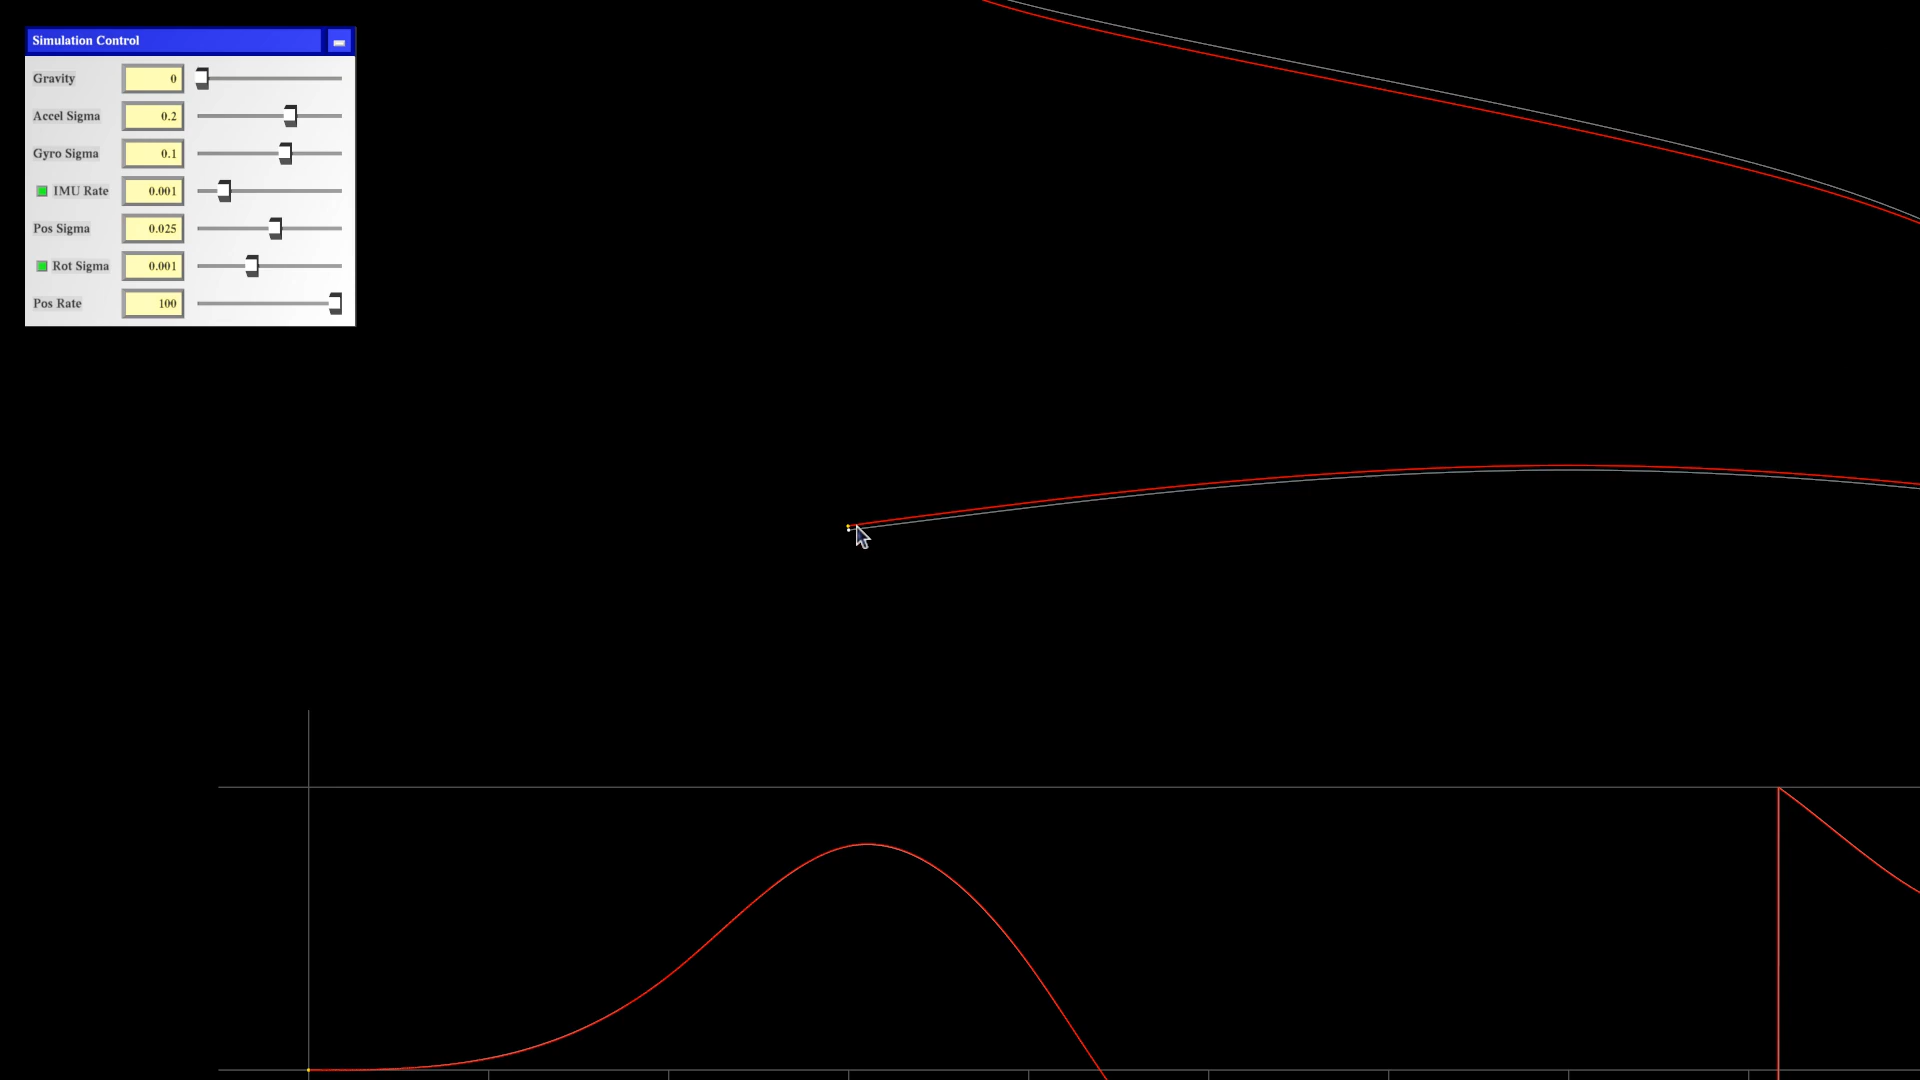 Simulation Control
Gravity 0
Accel Sigma 0.2
Gyro Sigma 0.1
IMU Rate 0.001
Pos Sigma 0.025
Rot Sigma 0.001
Pos Rate 100